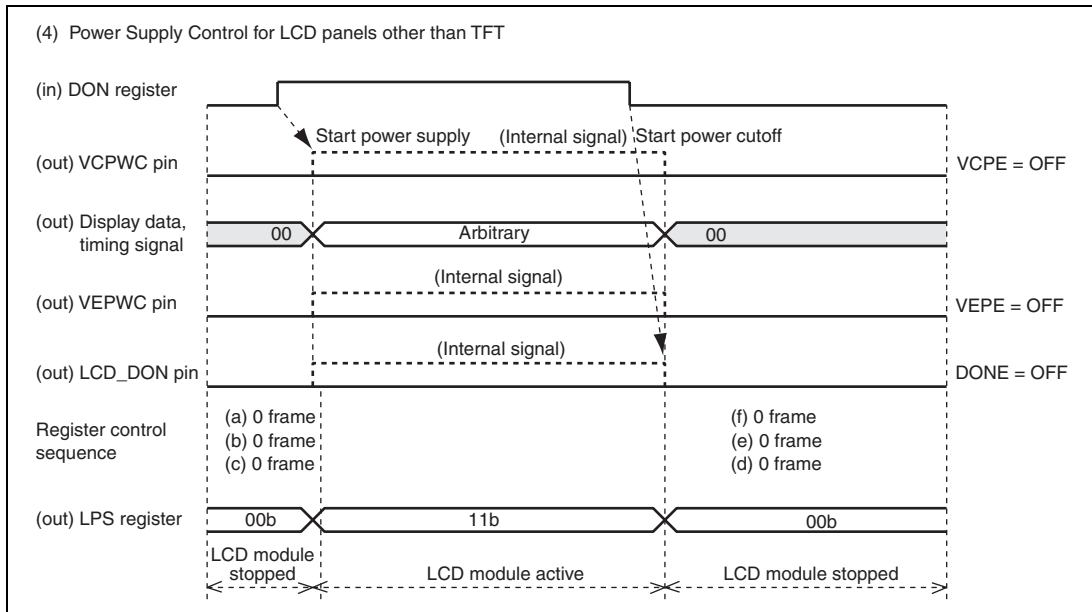 (4) Power Supply Control for LCD panels other than TFT
(in) DON register
Start power supply
(Internal signal)
Start power cutoff
(out) VCPWC pin
VCPE = OFF
(out) Display data,
timing signal
00
Arbitrary
00
(Internal signal)
(out) VEPWC pin
VEPE = OFF
(Internal signal)
(out) LCD_DON pin
DONE = OFF
Register control
sequence
(a) 0 frame
(b) 0 frame
(c) 0 frame
(f) 0 frame
(e) 0 frame
(d) 0 frame
(out) LPS register
00b
11b
00b
LCD module
stopped
LCD module active
LCD module stopped